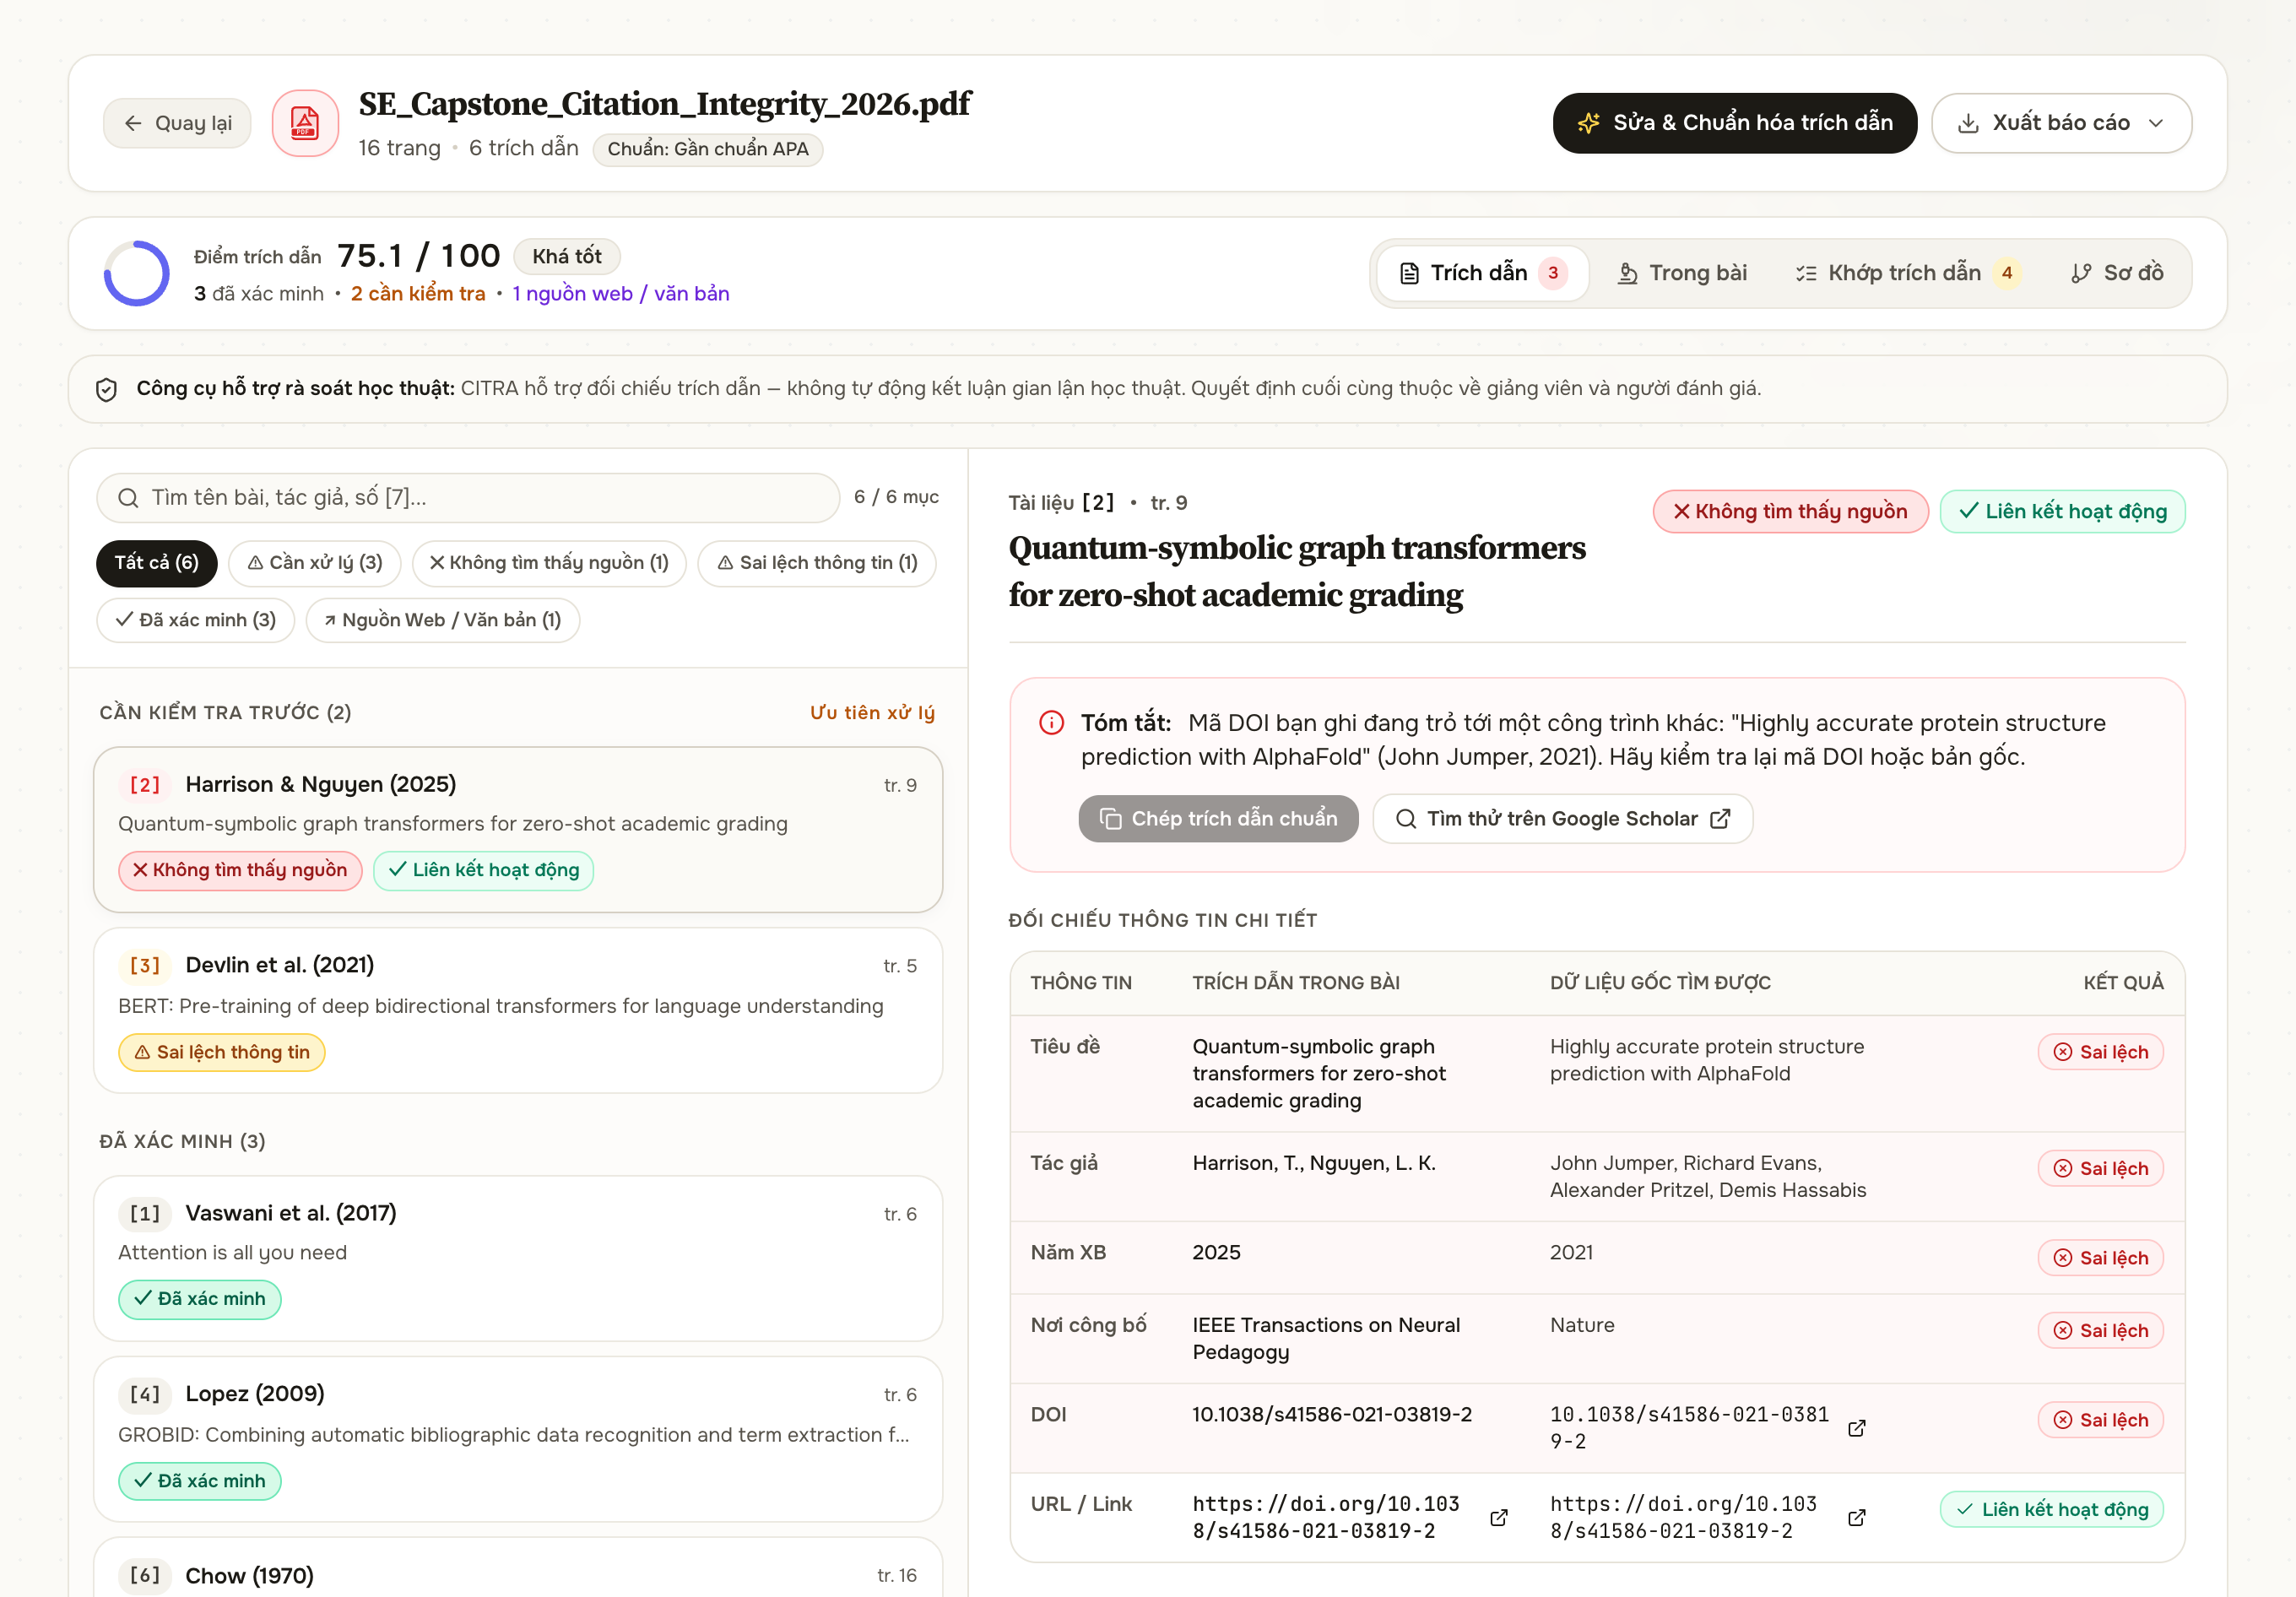 Quay lại
SE_Capstone_Citation_Integrity_2026.pdf
16 trang • 6 trích dẫn Chuẩn: Gần chuẩn APA
Sửa & Chuẩn hóa trích dẫn
Xuất báo cáo
Điểm trích dẫn 75.1 / 100 Khá tốt
3 đã xác minh • 2 cần kiểm tra • 1 nguồn web / văn bản
Trích dẫn 3
Trong bài
Khớp trích dẫn 4
Sơ đồ
Công cụ hỗ trợ rà soát học thuật: CITRA hỗ trợ đối chiếu trích dẫn — không tự động kết luận gian lận học thuật. Quyết định cuối cùng thuộc về giảng viên và người đánh giá.
Tìm tên bài, tác giả, số [7]...
6 / 6 mục
Tất cả (6)
Cần xử lý (3)
Không tìm thấy nguồn (1)
Sai lệch thông tin (1)
Đã xác minh (3)
Nguồn Web / Văn bản (1)
CẦN KIỂM TRA TRƯỚC (2)
Ưu tiên xử lý
[2] Harrison & Nguyen (2025) tr. 9
Quantum-symbolic graph transformers for zero-shot academic grading
Không tìm thấy nguồn
Liên kết hoạt động
[3] Devlin et al. (2021) tr. 5
BERT: Pre-training of deep bidirectional transformers for language understanding
Sai lệch thông tin
ĐÃ XÁC MINH (3)
[1] Vaswani et al. (2017) tr. 6
Attention is all you need
Đã xác minh
[4] Lopez (2009) tr. 6
GROBID: Combining automatic bibliographic data recognition and term extraction f...
Đã xác minh
[6] Chow (1970) tr. 16
Tài liệu [2] • tr. 9
Không tìm thấy nguồn
Liên kết hoạt động
Quantum-symbolic graph transformers
for zero-shot academic grading
Tóm tắt: Mã DOI bạn ghi đang trỏ tới một công trình khác: "Highly accurate protein structure
prediction with AlphaFold" (John Jumper, 2021). Hãy kiểm tra lại mã DOI hoặc bản gốc.
Chép trích dẫn chuẩn
Tìm thử trên Google Scholar
ĐỐI CHIẾU THÔNG TIN CHI TIẾT
THÔNG TIN
TRÍCH DẪN TRONG BÀI
DỮ LIỆU GỐC TÌM ĐƯỢC
KẾT QUẢ
Tiêu đề
Quantum-symbolic graph
transformers for zero-shot
academic grading
Highly accurate protein structure
prediction with AlphaFold
Sai lệch
Tác giả
Harrison, T., Nguyen, L. K.
John Jumper, Richard Evans,
Alexander Pritzel, Demis Hassabis
Sai lệch
Năm XB
2025
2021
Sai lệch
Nơi công bố
IEEE Transactions on Neural
Pedagogy
Nature
Sai lệch
DOI
10.1038/s41586-021-03819-2
10.1038/s41586-021-0381
9-2
Sai lệch
URL / Link
https://doi.org/10.103
8/s41586-021-03819-2
https://doi.org/10.103
8/s41586-021-03819-2
Liên kết hoạt động